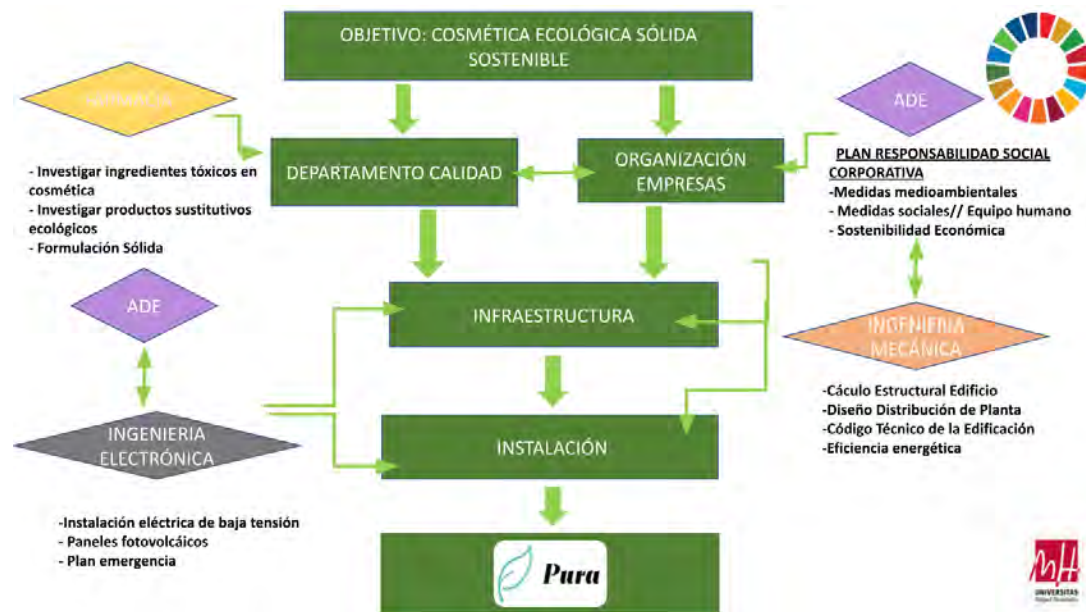 OBJETIVO: COSMÉTICA ECOLÓGICA SÓLIDA
SOSTENIBLE
FARMACIA
ADE
DEPARTAMENTO CALIDAD
ORGANIZACIÓN
EMPRESAS
- Investigar ingredientes tóxicos en
cosmética
- Investigar productos sustitutivos
ecológicos
- Formulación Sólida
PLAN RESPONSABILIDAD SOCIAL
CORPORATIVA
-Medidas medioambientales
- Medidas sociales// Equipo humano
- Sostenibilidad Económica
ADE
INFRAESTRUCTURA
INGENIERIA
MECÁNICA
-Cáculo Estructural Edificio
-Diseño Distribución de Planta
-Código Técnico de la Edificación
-Eficiencia energética
INGENIERIA
ELECTRÓNICA
INSTALACIÓN
-Instalación eléctrica de baja tensión
- Paneles fotovolcáicos
- Plan emergencia
Pura
UNIVERSITAS
Miguel Hernández